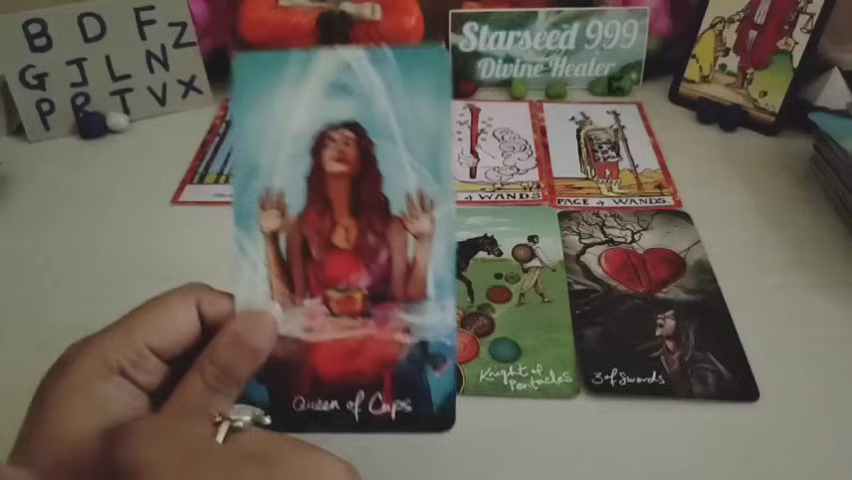 B D F Z
G J L N
P R T V X
Starseed 999
Divine Healer
OF WANDS
PAGE OF WANDS
Queen of Cups
Knight of
Pentacles
3 of Swords